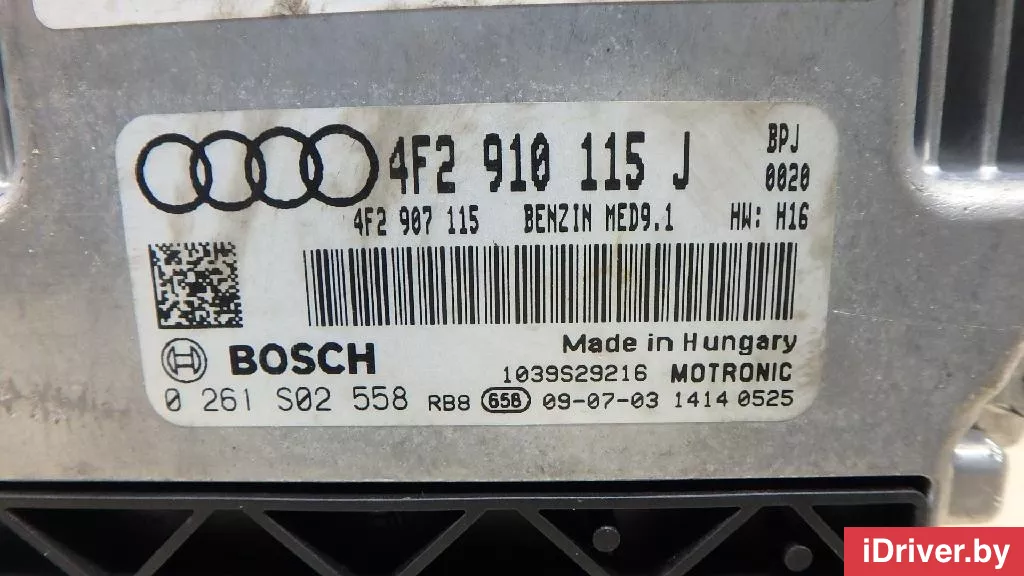 4F2 910 115 J BPJ
0020
4F2 907 115 BENZIN MED9.1 HW: H16
BOSCH Made in Hungary
1039S29216 MOTRONIC
0 261 S02 558 RB8 658 09-07-03 1414 0525
iDriver.by